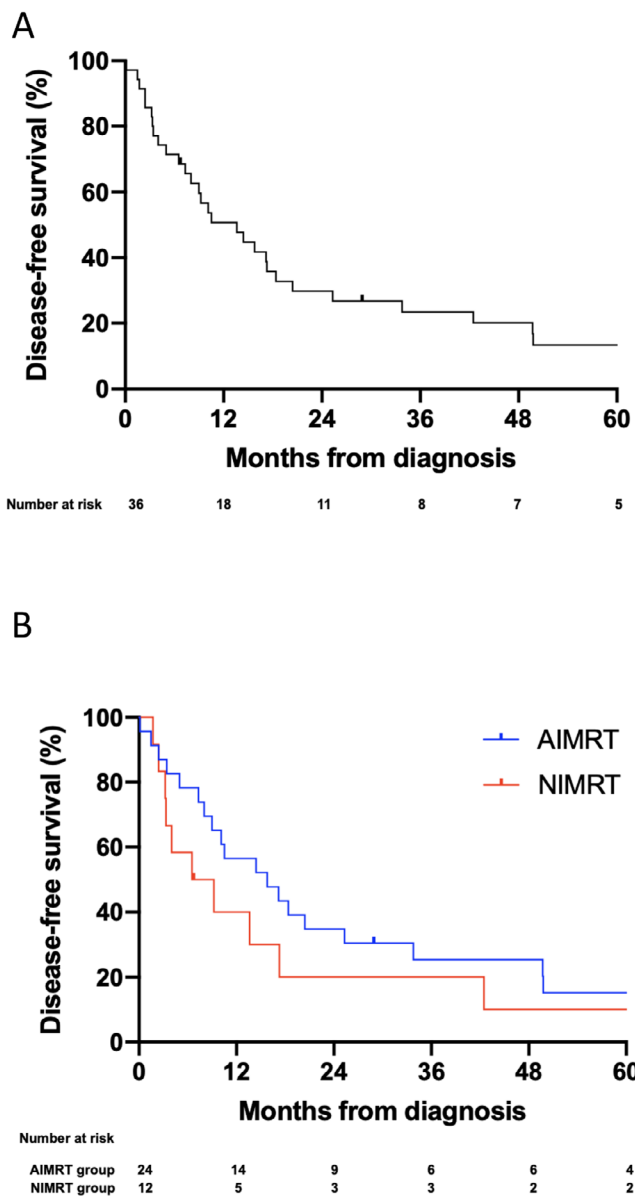 A
Disease-free survival (%)
100
80
60
40
20
0
0 12 24 36 48 60
Months from diagnosis
Number at risk 36 18 11 8 7 5
B
Disease-free survival (%)
100
80
60
40
20
0
AIMRT
NIMRT
0 12 24 36 48 60
Months from diagnosis
Number at risk
AIMRT group 24 14 9 6 6 4
NIMRT group 12 5 3 3 2 2